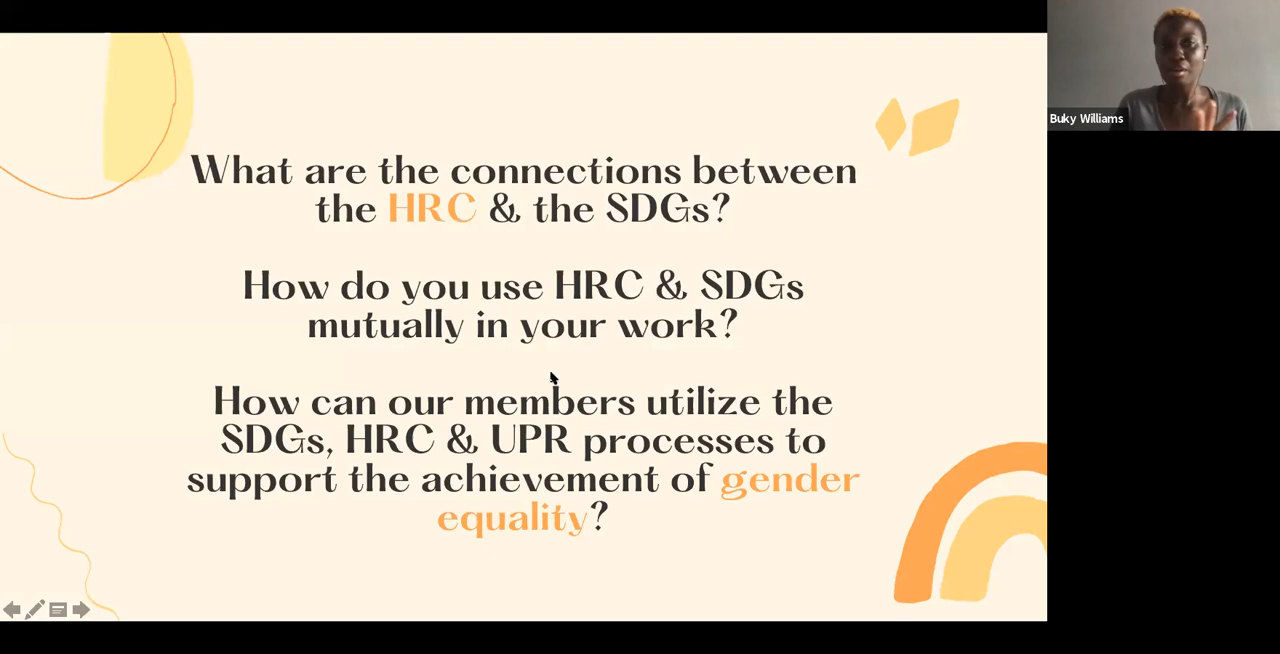 What are the connections between
the HRC & the SDGs?
How do you use HRC & SDGs
mutually in your work?
How can our members utilize the
SDGs, HRC & UPR processes to
support the achievement of gender
equality?
Buky Williams